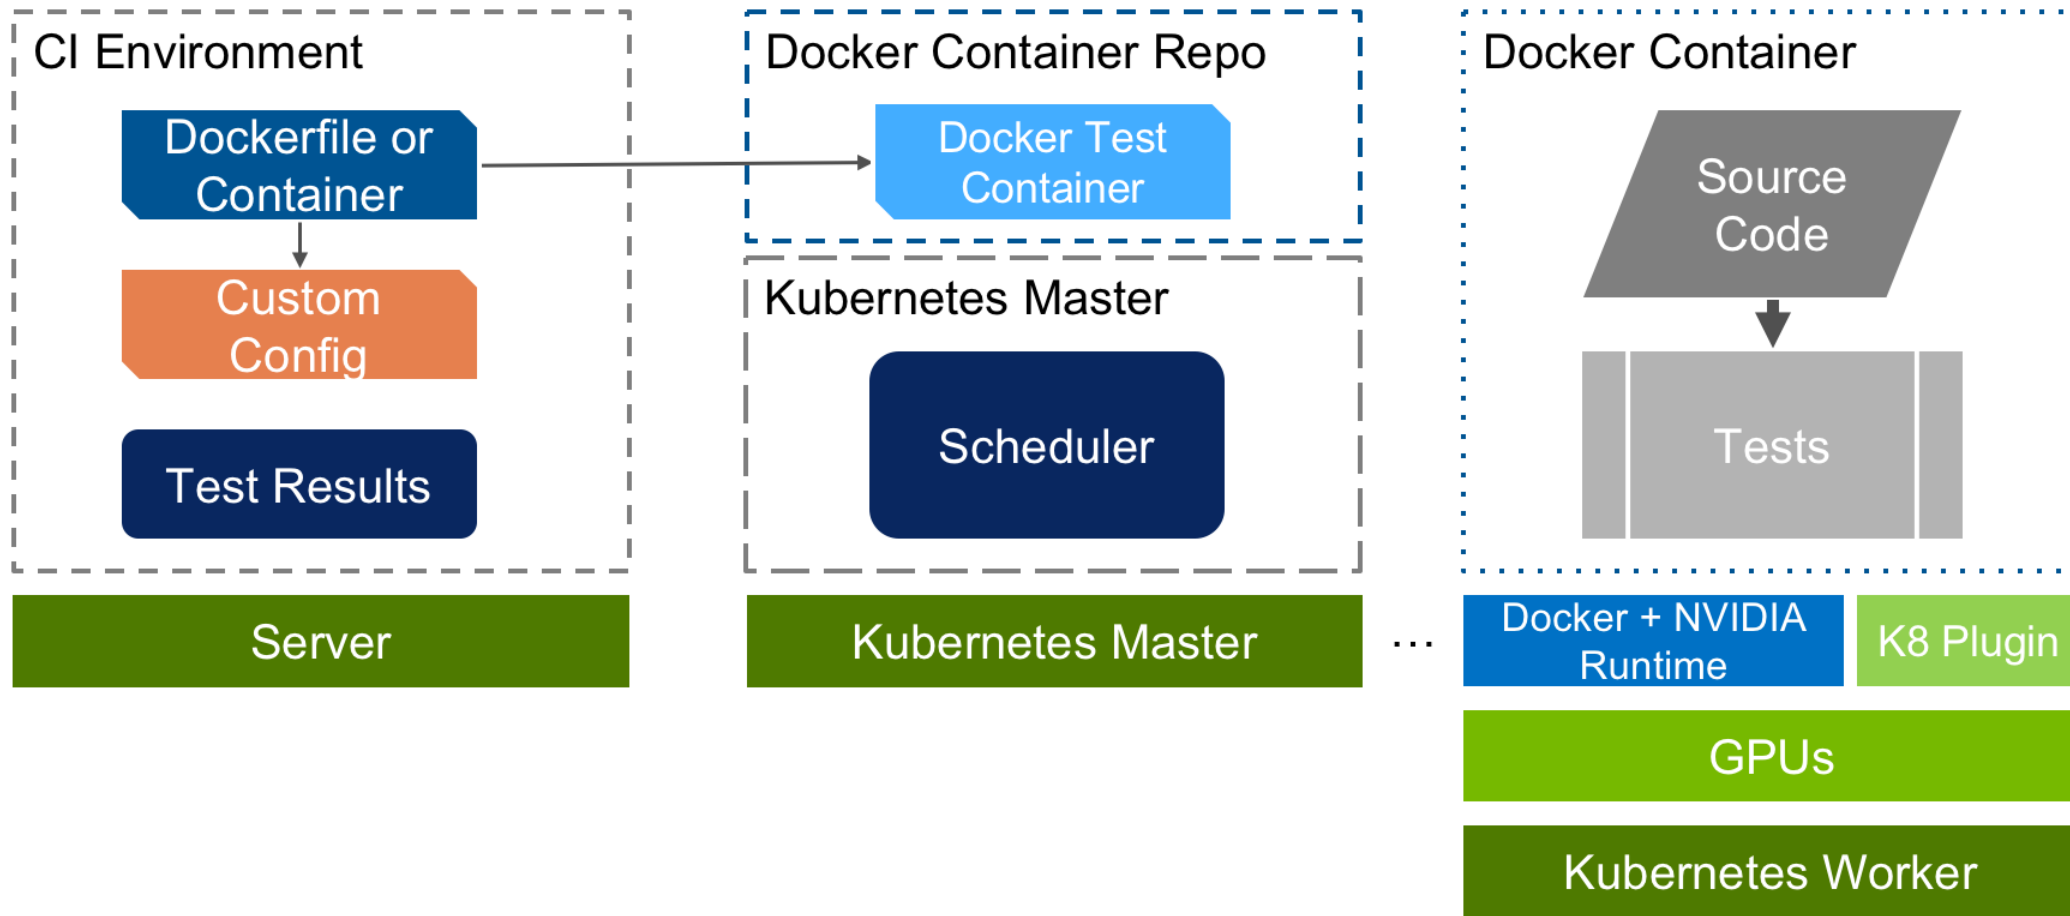 CI Environment
Dockerfile or
Container
Custom
Config
Test Results
Server
Docker Container Repo
Docker Test
Container
Kubernetes Master
Scheduler
Kubernetes Master
...
Docker Container
Source
Code
Tests
Docker + NVIDIA
Runtime
K8 Plugin
GPUs
Kubernetes Worker